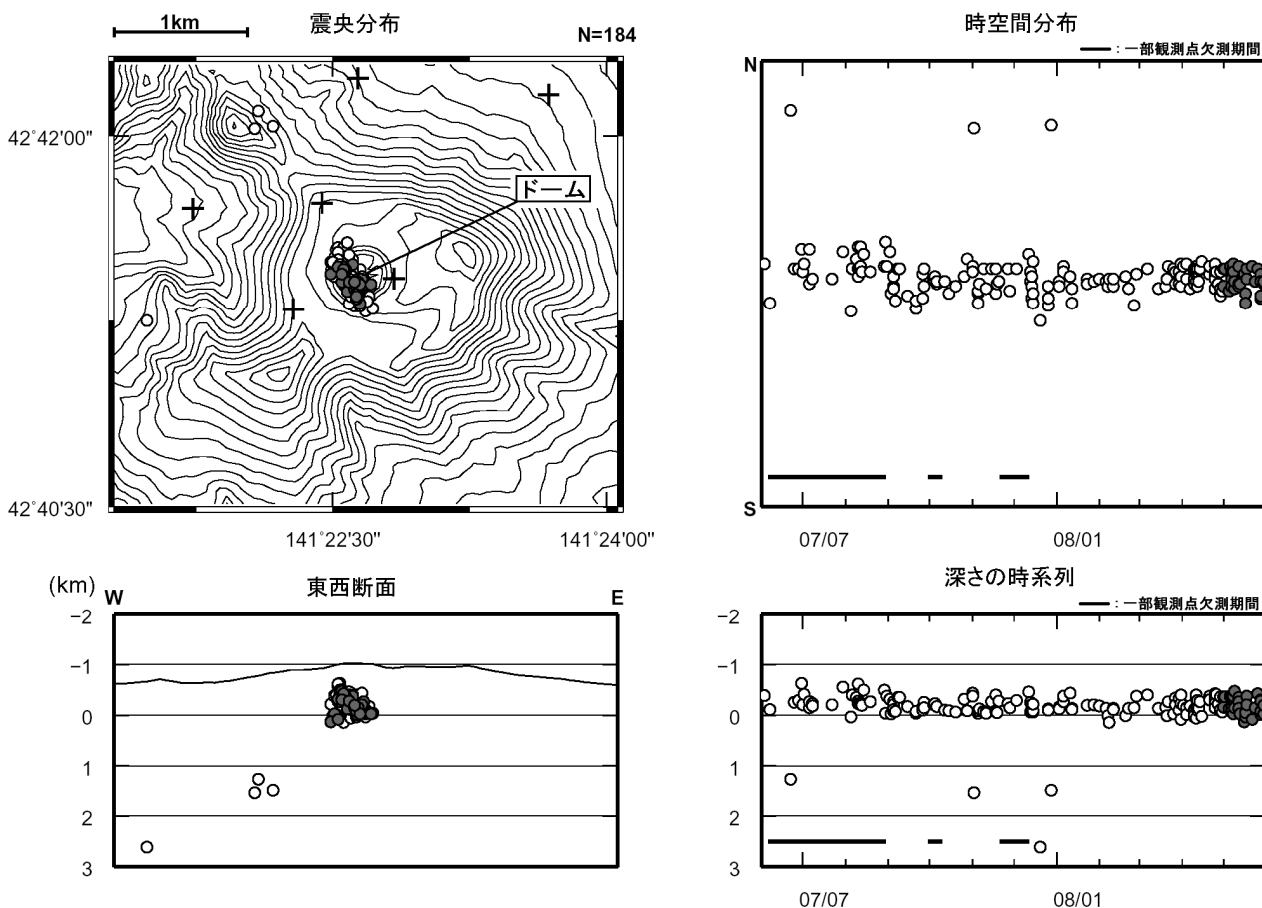 1km
震央分布
N=184
42°42'00"
ドーム
42°40'30"
141°22'30"
141°24'00"
時空間分布
━━ : 一部観測点欠測期間
N
S
07/07
08/01
(km)
東西断面
W
E
-2
-1
0
1
2
3
深さの時系列
━━ : 一部観測点欠測期間
-2
-1
0
1
2
3
07/07
08/01